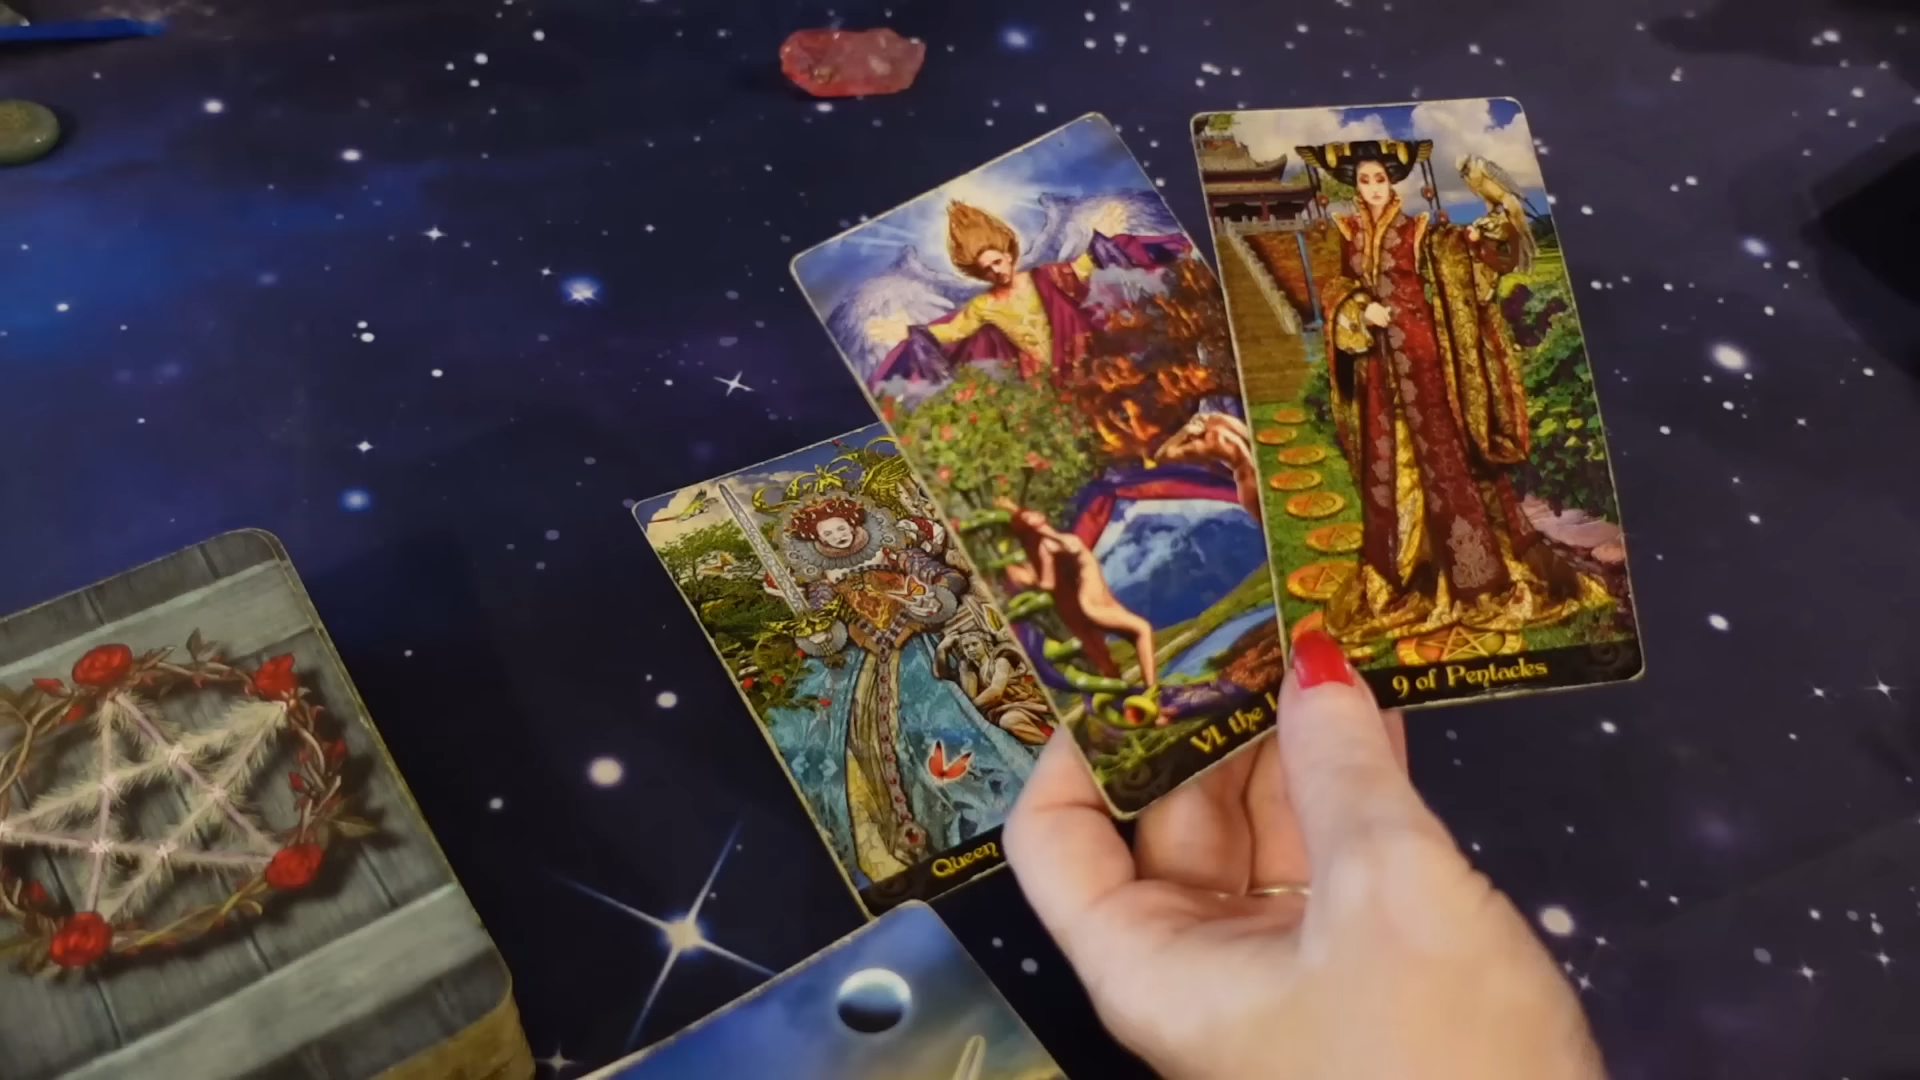 Queen
VI the
9 of Pentacles